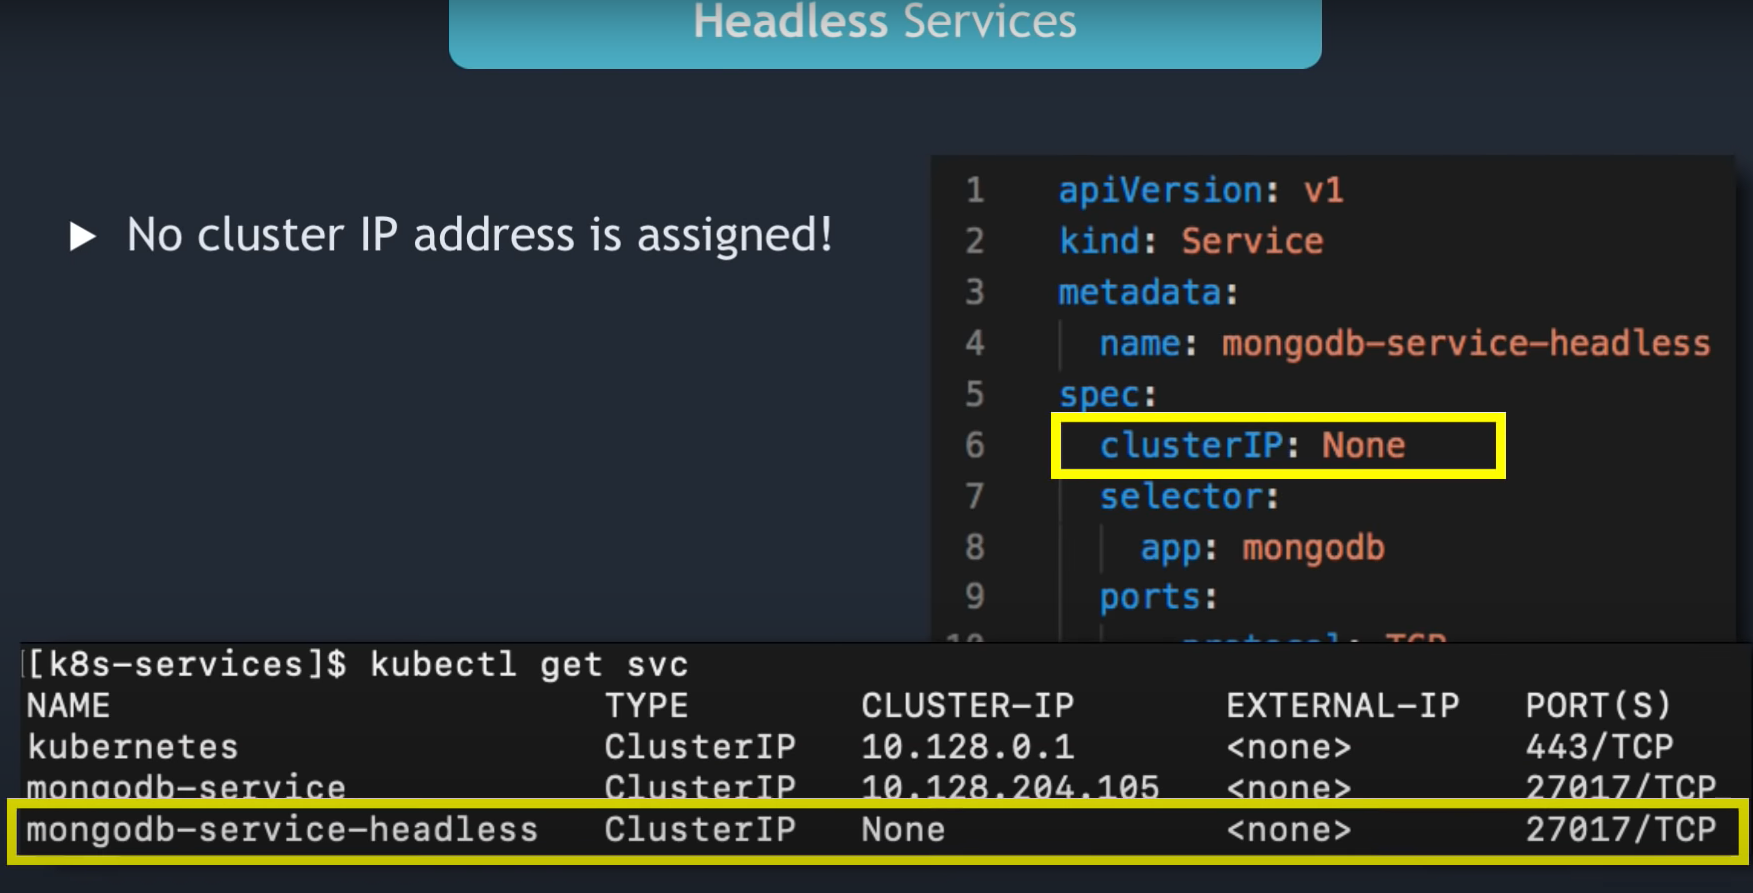 Headless Services
► No cluster IP address is assigned!
1 apiVersion: v1
2 kind: Service
3 metadata:
4 name: mongodb-service-headless
5 spec:
6 clusterIP: None
7 selector:
8 app: mongodb
9 ports:
10 protocol: TCP
[[k8s-services]$ kubectl get svc
NAME TYPE CLUSTER-IP EXTERNAL-IP PORT(S)
kubernetes ClusterIP 10.128.0.1 <none> 443/TCP
mongodb-service ClusterIP 10.128.204.105 <none> 27017/TCP
mongodb-service-headless ClusterIP None <none> 27017/TCP